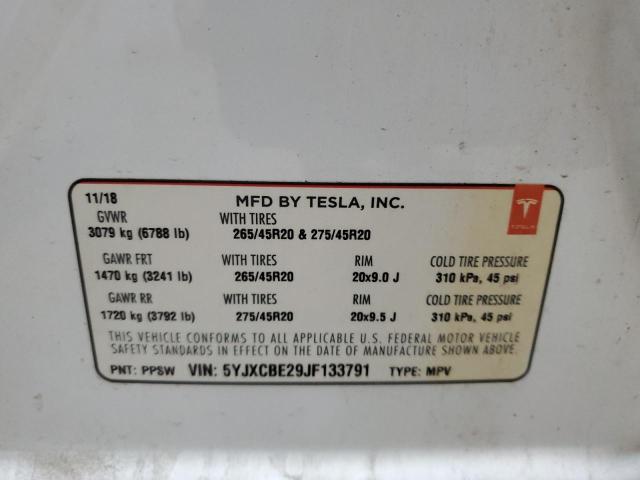 11/18 MFD BY TESLA, INC.
GVWR WITH TIRES
3079 kg (6788 lb) 265/45R20 & 275/45R20
TESLA
GAWR FRT WITH TIRES RIM COLD TIRE PRESSURE
1470 kg (3241 lb) 265/45R20 20x9.0 J 310 kPa, 45 psi
GAWR RR WITH TIRES RIM COLD TIRE PRESSURE
1720 kg (3792 lb) 275/45R20 20x9.5 J 310 kPa, 45 psi
THIS VEHICLE CONFORMS TO ALL APPLICABLE U.S. FEDERAL MOTOR VEHICLE
SAFETY STANDARDS IN EFFECT ON THE DATE OF MANUFACTURE SHOWN ABOVE.
PNT: PPSW VIN: 5YJXCBE29JF133791 TYPE: MPV